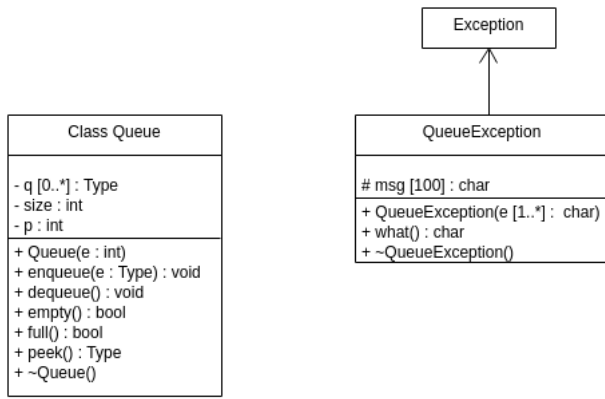 Exception
Class Queue
- q [0..*] : Type
- size : int
- p : int
+ Queue(e : int)
+ enqueue(e : Type) : void
+ dequeue() : void
+ empty() : bool
+ full() : bool
+ peek() : Type
+ ~Queue()
QueueException
# msg [100] : char
+ QueueException(e [1..*] :  char)
+ what() : char
+ ~QueueException()